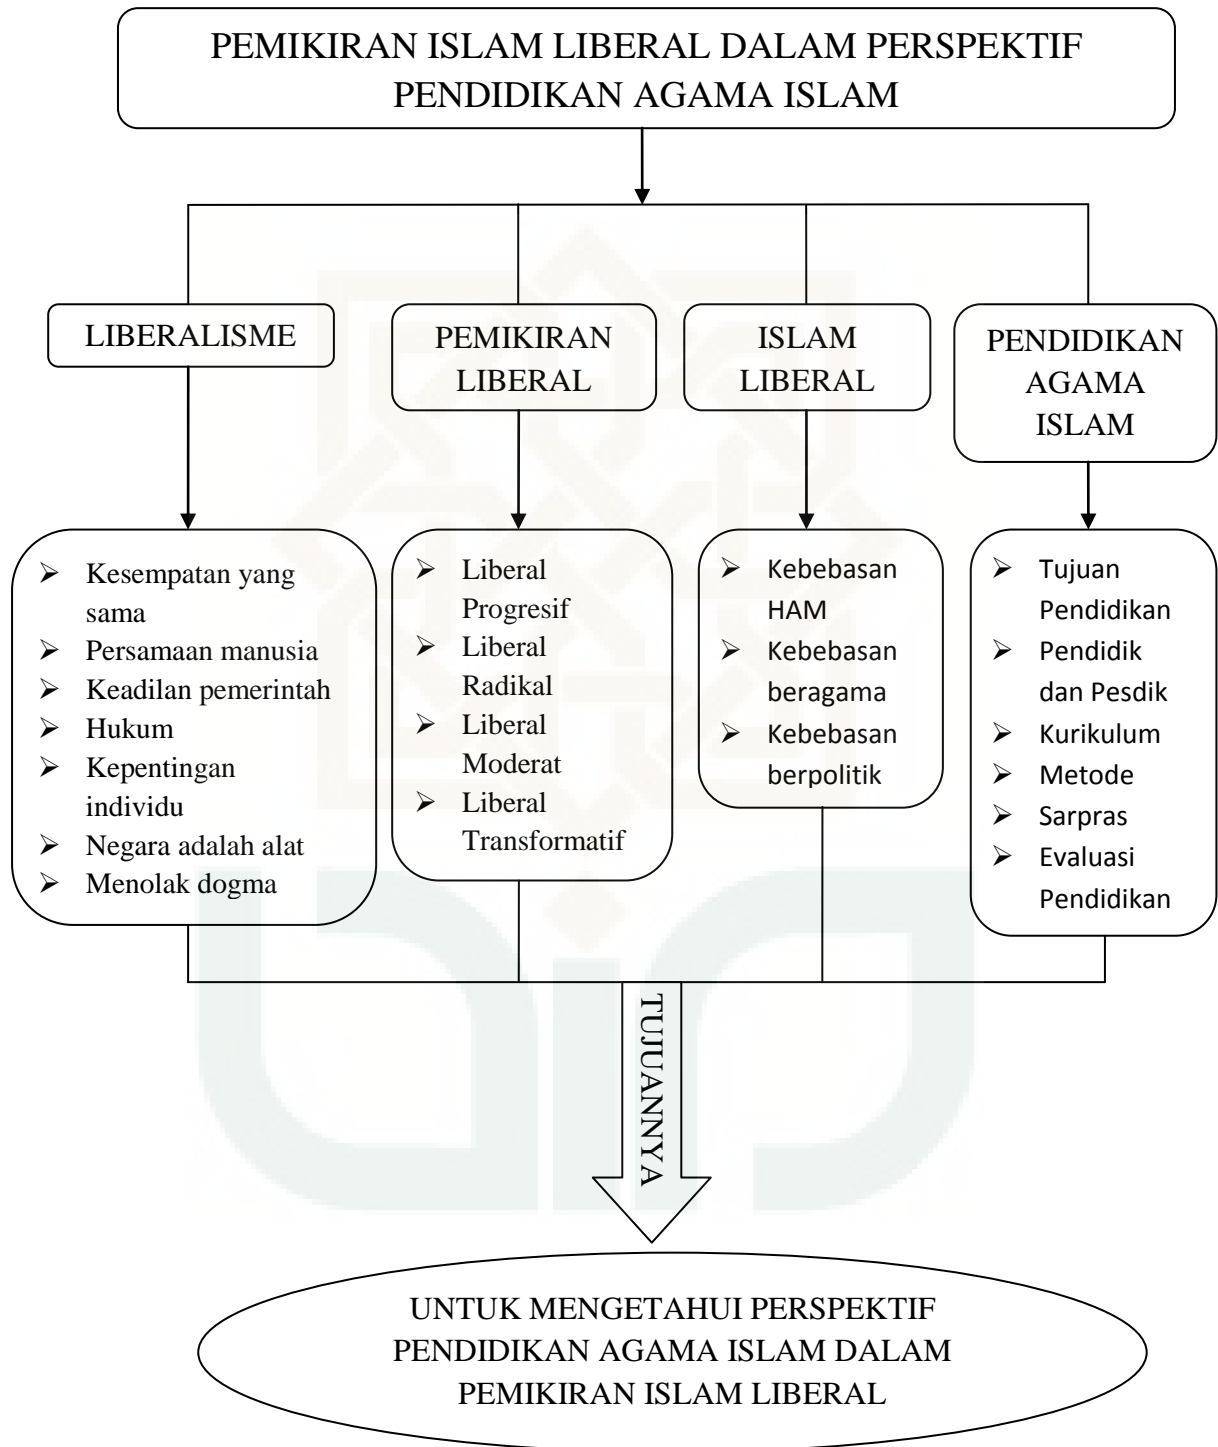 PEMIKIRAN ISLAM LIBERAL DALAM PERSPEKTIF
PENDIDIKAN AGAMA ISLAM
LIBERALISME
PEMIKIRAN
LIBERAL
ISLAM
LIBERAL
PENDIDIKAN
AGAMA
ISLAM
➢ Kesempatan yang
sama
➢ Persamaan manusia
➢ Keadilan pemerintah
➢ Hukum
➢ Kepentingan
individu
➢ Negara adalah alat
➢ Menolak dogma
➢ Liberal
Progresif
➢ Liberal
Radikal
➢ Liberal
Moderat
➢ Liberal
Transformatif
➢ Kebebasan
HAM
➢ Kebebasan
beragama
➢ Kebebasan
berpolitik
➢ Tujuan
Pendidikan
➢ Pendidik
dan Pesdik
➢ Kurikulum
➢ Metode
➢ Sarpras
➢ Evaluasi
Pendidikan
TUJUANNYA
UNTUK MENGETAHUI PERSPEKTIF
PENDIDIKAN AGAMA ISLAM DALAM
PEMIKIRAN ISLAM LIBERAL